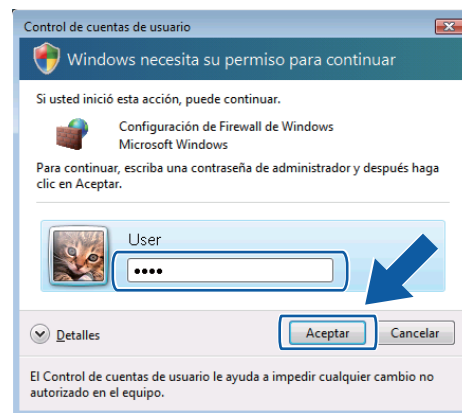 Control de cuentas de usuario
Windows necesita su permiso para continuar
Si usted inició esta acción, puede continuar.
Configuración de Firewall de Windows
Microsoft Windows
Para continuar, escriba una contraseña de administrador y después haga
clic en Aceptar.
User
••••
Detalles
Aceptar
Cancelar
El Control de cuentas de usuario le ayuda a impedir cualquier cambio no
autorizado en el equipo.